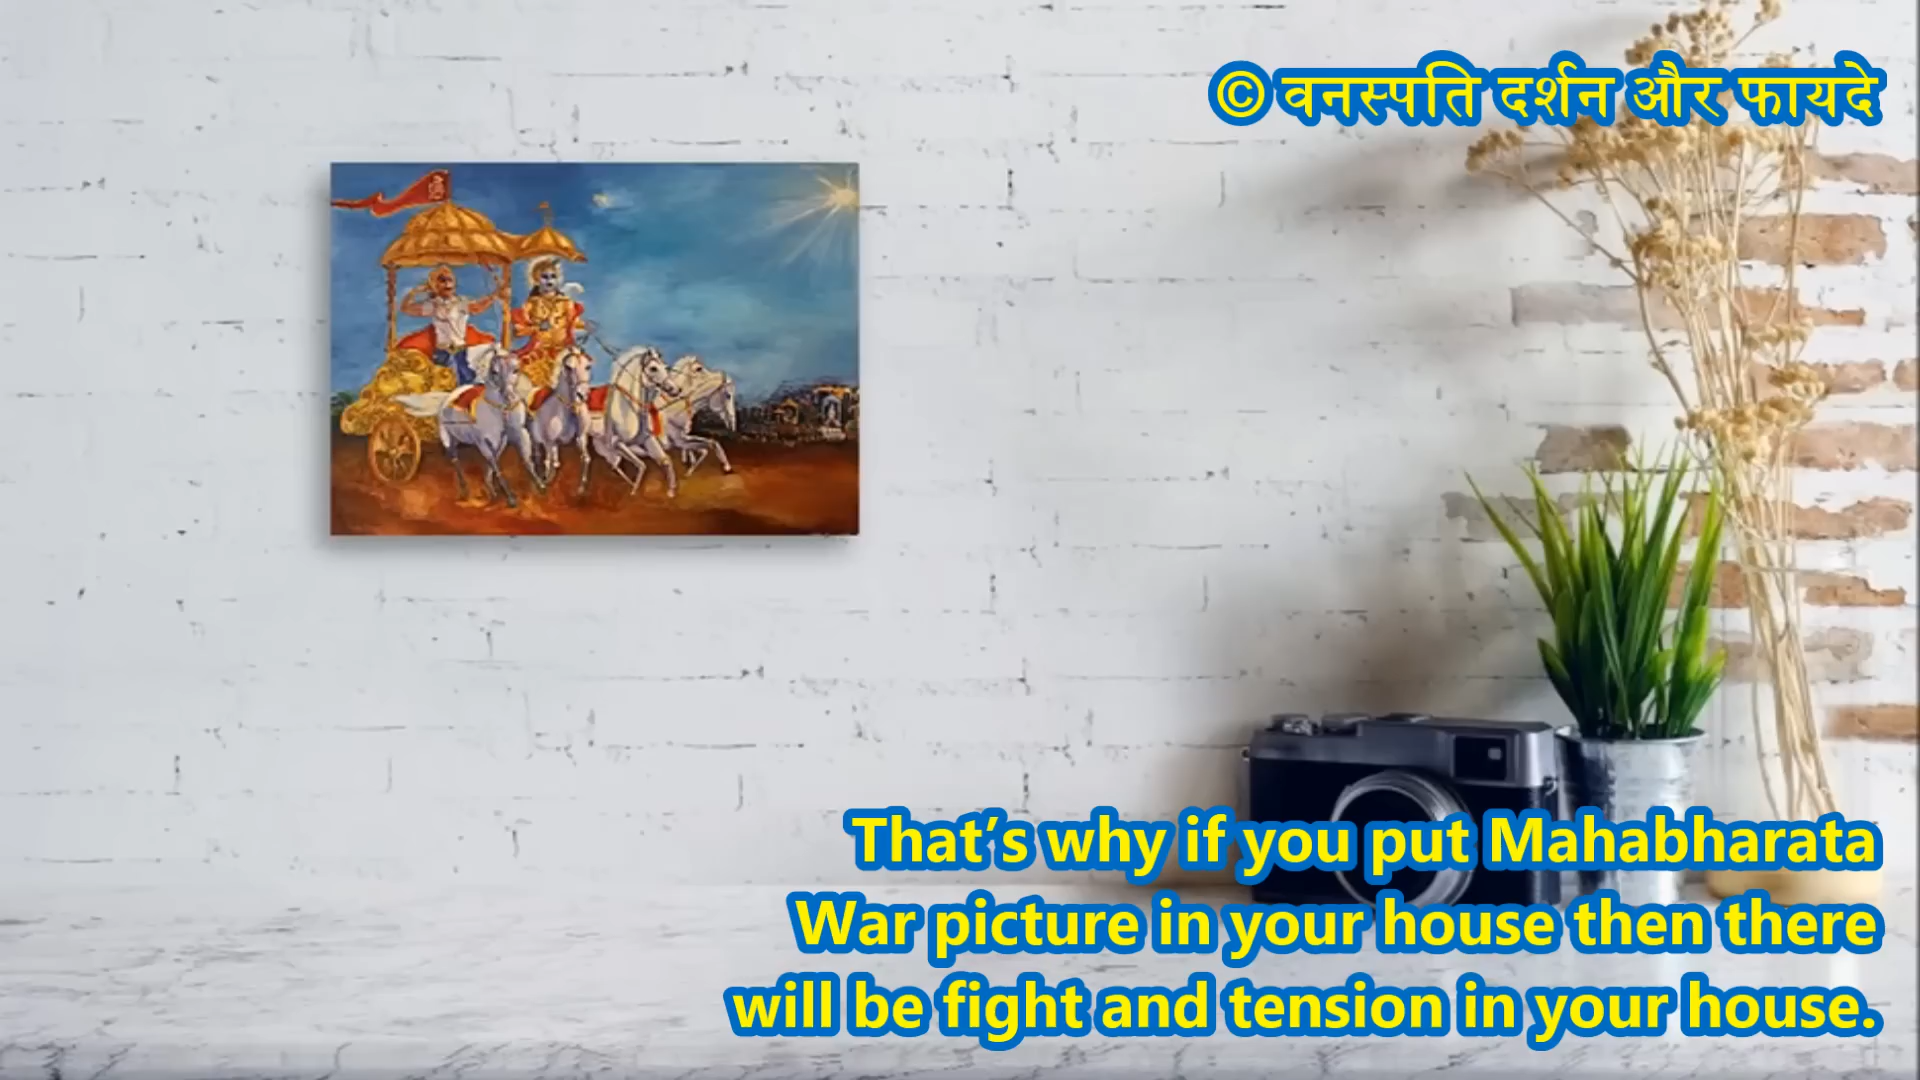 © वनस्पति दर्शन और फायदे
That’s why if you put Mahabharata
War picture in your house then there
will be fight and tension in your house.